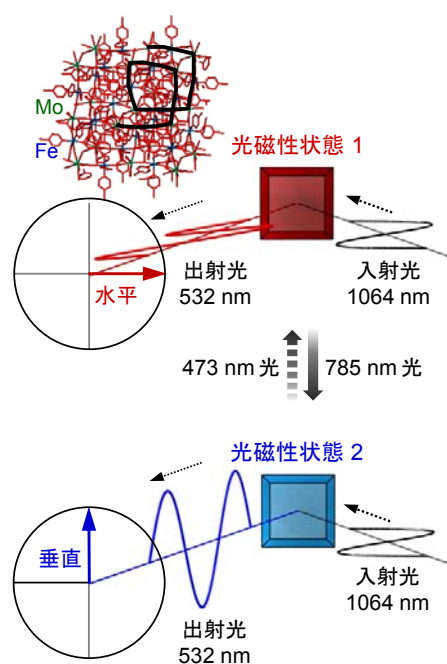 Mo
Fe
光磁性状態 1
水平
出射光
532 nm
入射光
1064 nm
473 nm 光
785 nm 光
光磁性状態 2
垂直
出射光
532 nm
入射光
1064 nm